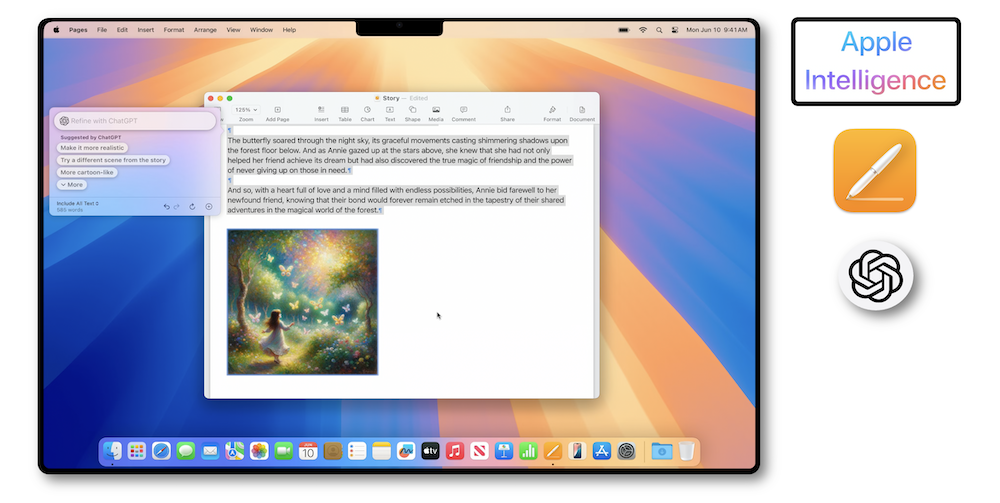 Pages File Edit Insert Format Arrange View Window Help Mon Jun 10 9:41 AM
Apple
Intelligence
Story — Edited
125%
Zoom Add Page Insert Table Chart Text Shape Media Comment Share Format Document
Refine with ChatGPT
Suggested by ChatGPT
Make it more realistic
Try a different scene from the story
More cartoon-like
More
Include All Text
585 words
¶
The butterfly soared through the night sky, its graceful movements casting shimmering shadows upon
the forest floor below. And as Annie gazed up at the stars above, she knew that she had not only
helped her friend achieve its dream but had also discovered the true magic of friendship and the power
of never giving up on those in need.¶
¶
And so, with a heart full of love and a mind filled with endless possibilities, Annie bid farewell to her
newfound friend, knowing that their bond would forever remain etched in the tapestry of their shared
adventures in the magical world of the forest.¶
JUN
10
tv